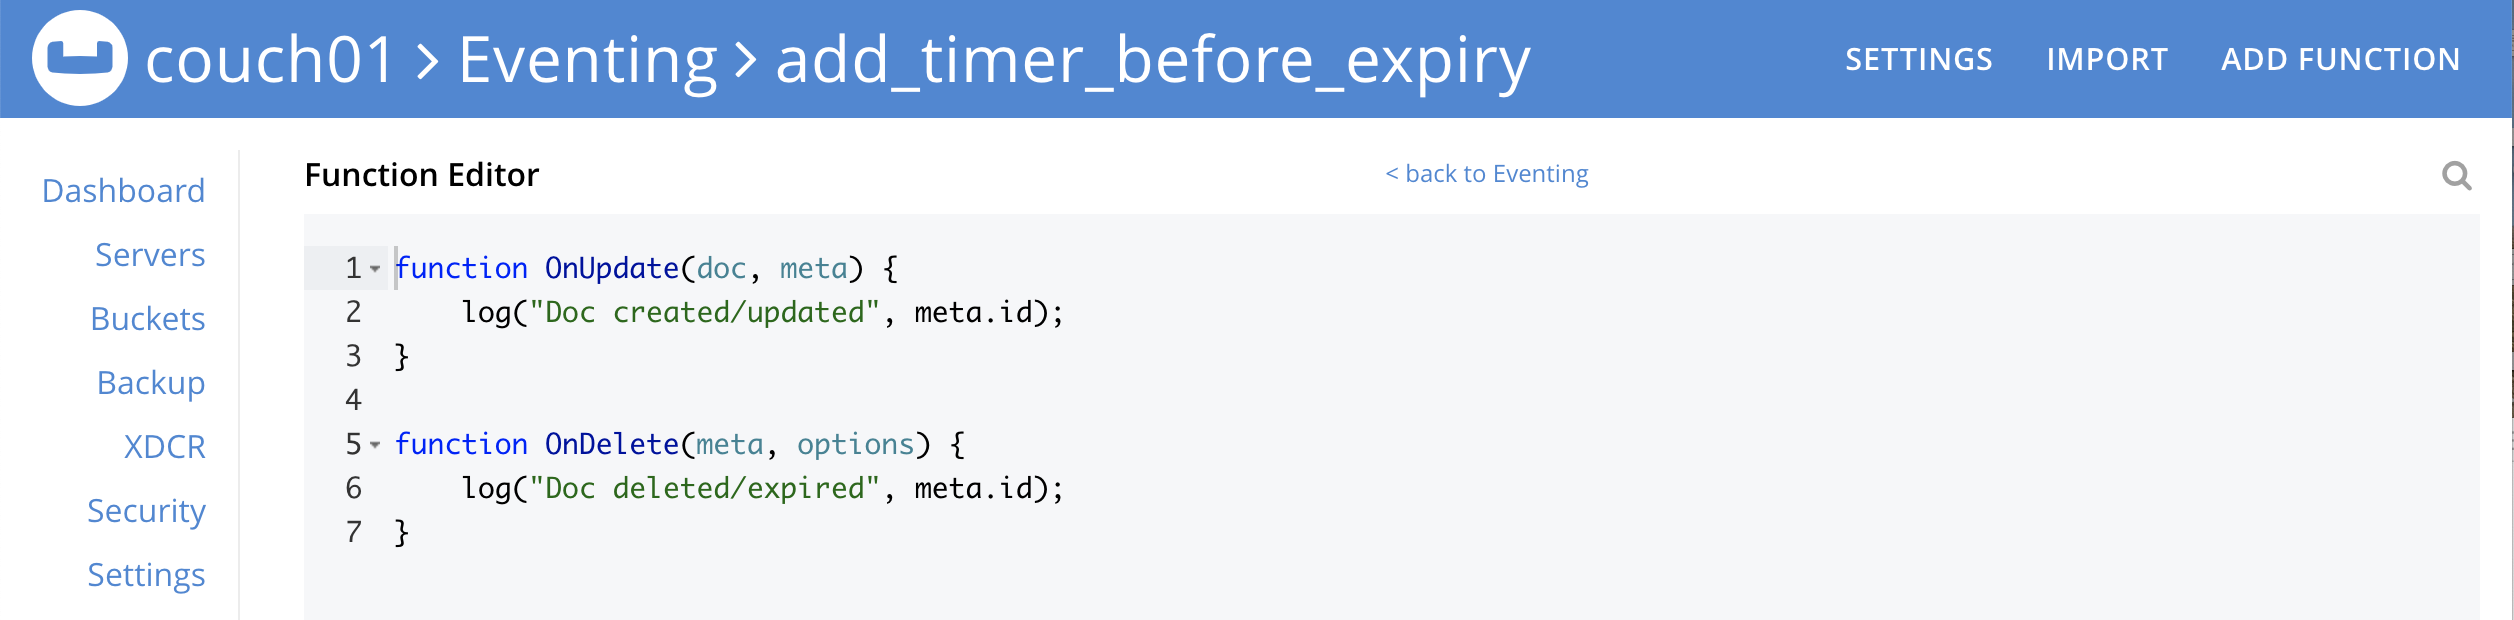 couch01 > Eventing > add_timer_before_expiry
SETTINGS IMPORT ADD FUNCTION
Dashboard
Servers
Buckets
Backup
XDCR
Security
Settings
Function Editor
< back to Eventing
1 function OnUpdate(doc, meta) {
2     log("Doc created/updated", meta.id);
3 }
4
5 function OnDelete(meta, options) {
6     log("Doc deleted/expired", meta.id);
7 }